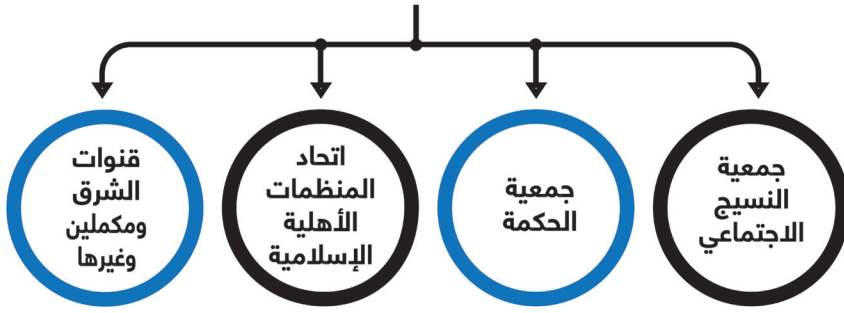 جمعية
النسيج
الاجتماعي
جمعية
الحكمة
اتحاد
المنظمات
الأهلية
الإسلامية
قنوات
الشرق
ومكملين
وغيرها